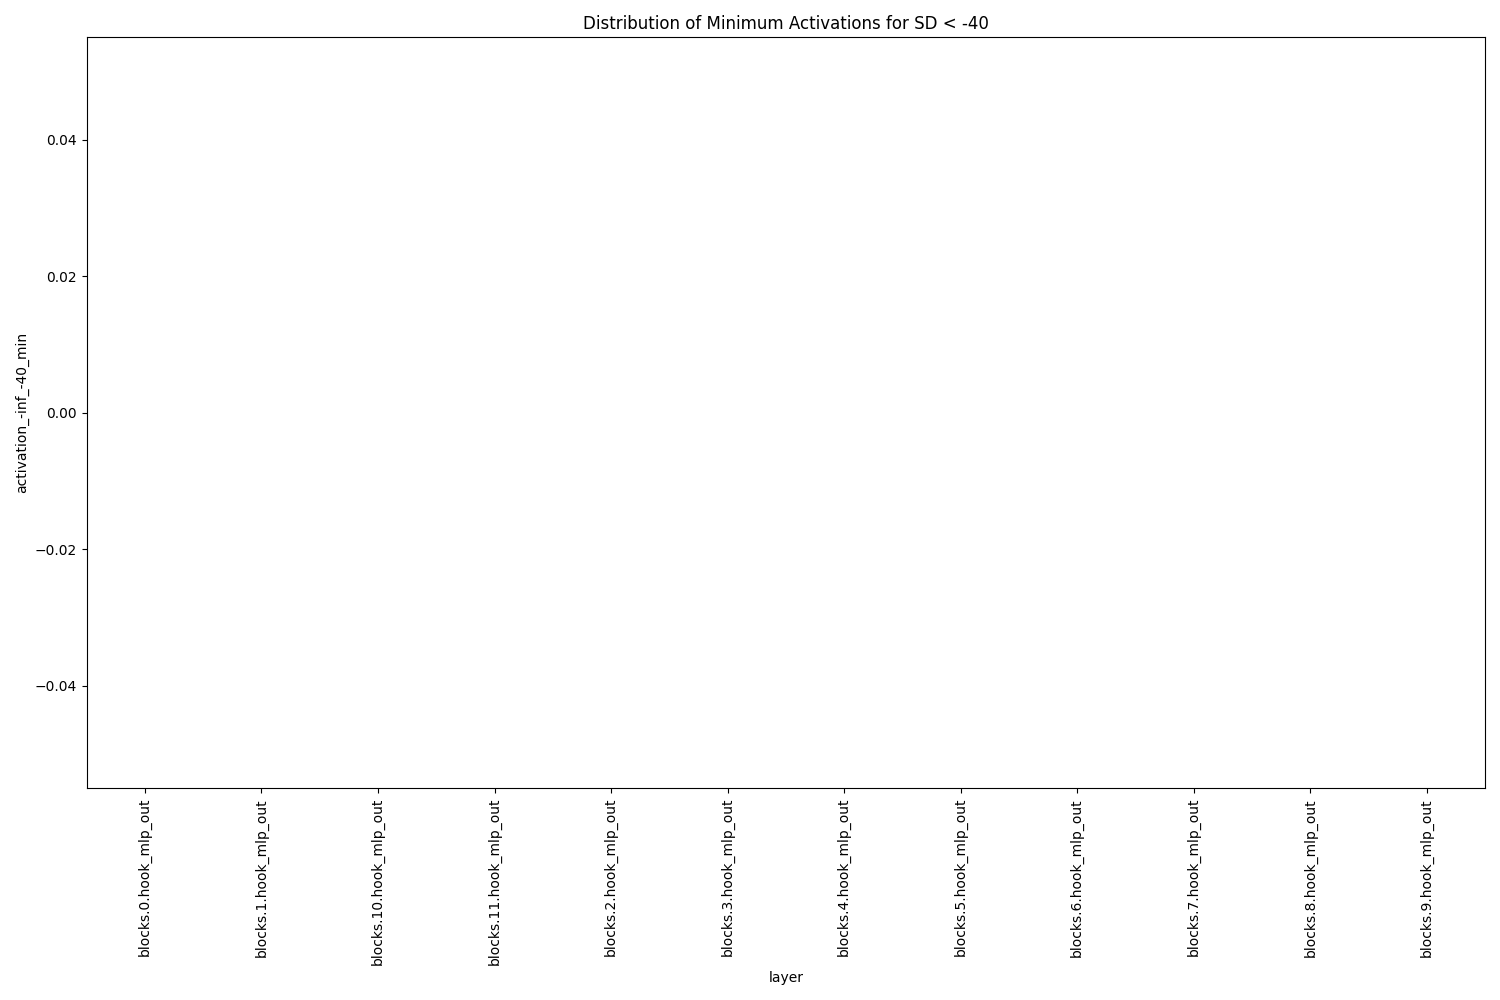 Distribution of Minimum Activations for SD < -40
activation_-inf_-40_min
0.04
0.02
0.00
−0.02
−0.04
blocks.0.hook_mlp_out
blocks.1.hook_mlp_out
blocks.10.hook_mlp_out
blocks.11.hook_mlp_out
blocks.2.hook_mlp_out
blocks.3.hook_mlp_out
blocks.4.hook_mlp_out
blocks.5.hook_mlp_out
blocks.6.hook_mlp_out
blocks.7.hook_mlp_out
blocks.8.hook_mlp_out
blocks.9.hook_mlp_out
layer